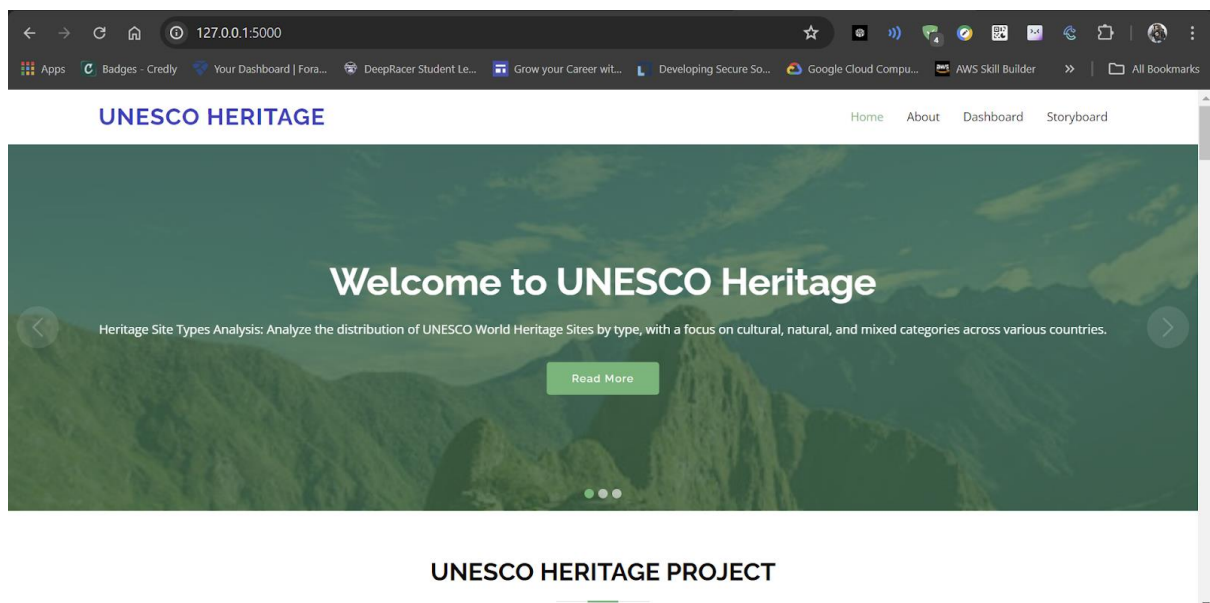 127.0.0.1:5000
4
Apps Badges - Credly Your Dashboard | Fora... DeepRacer Student Le... Grow your Career wit... Developing Secure So... Google Cloud Compu... AWS Skill Builder » All Bookmarks
UNESCO HERITAGE
Home About Dashboard Storyboard
Welcome to UNESCO Heritage
Heritage Site Types Analysis: Analyze the distribution of UNESCO World Heritage Sites by type, with a focus on cultural, natural, and mixed categories across various countries.
Read More
UNESCO HERITAGE PROJECT